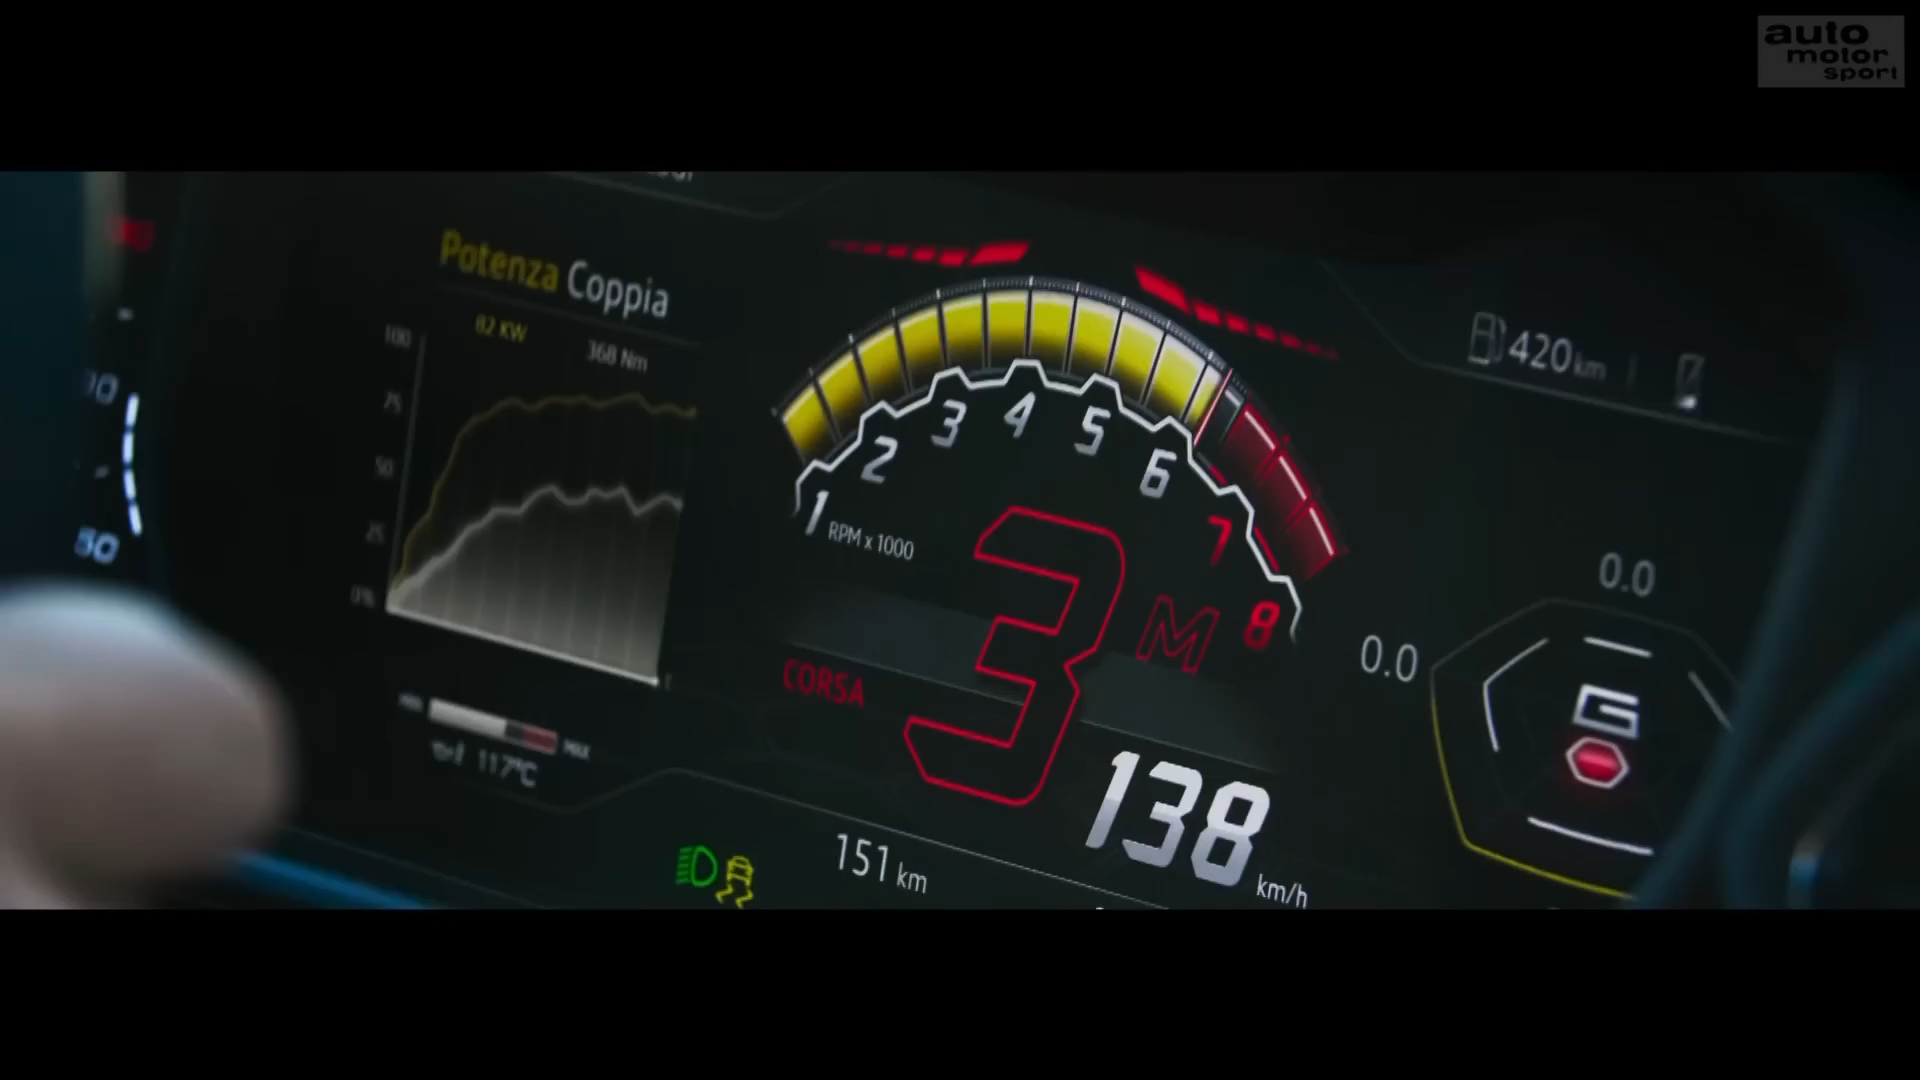 auto
motor
sport
Potenza Coppia
82 KW
368 Nm
100
75
50
25
0%
MIN
MAX
117°C
50
1 2 3 4 5 6 7 8
RPM x 1000
3 M
CORSA
138 km/h
151 km
420 km
0.0
0.0
G